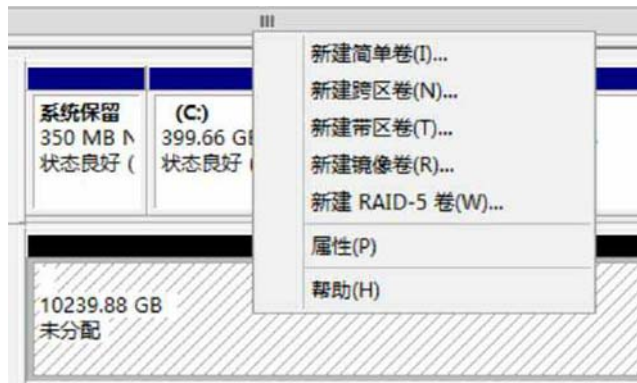 新建简单卷(I)...
新建跨区卷(N)...
新建带区卷(T)...
新建镜像卷(R)...
新建 RAID-5 卷(W)...
属性(P)
帮助(H)
系统保留
350 MB N
状态良好 (
(C:)
399.66 GB
状态良好 (
10239.88 GB
未分配